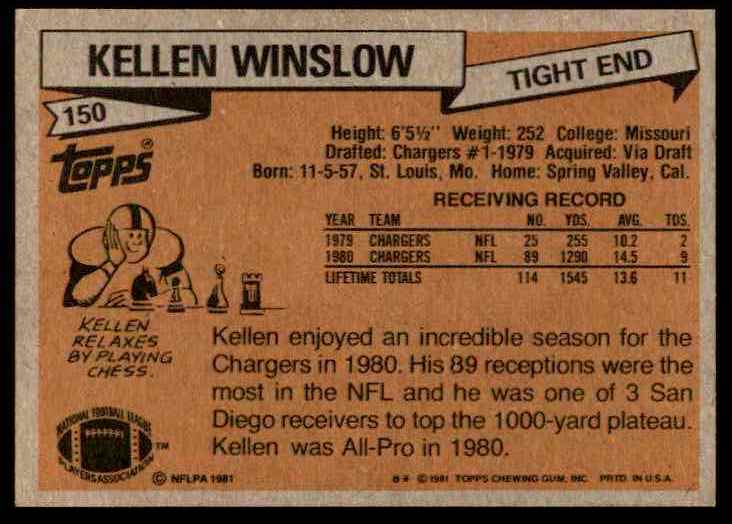 KELLEN WINSLOW
TIGHT END
150
TOPPS®
Height: 6'5½" Weight: 252 College: Missouri
Drafted: Chargers #1-1979 Acquired: Via Draft
Born: 11-5-57, St. Louis, Mo. Home: Spring Valley, Cal.
RECEIVING RECORD
YEAR TEAM NO. YDS. AVG. TDS.
1979 CHARGERS NFL 25 255 10.2 2
1980 CHARGERS NFL 89 1290 14.5 9
LIFETIME TOTALS 114 1545 13.6 11
KELLEN
RELAXES
BY PLAYING
CHESS.
Kellen enjoyed an incredible season for the
Chargers in 1980. His 89 receptions were the
most in the NFL and he was one of 3 San
Diego receivers to top the 1000-yard plateau.
Kellen was All-Pro in 1980.
NATIONAL FOOTBALL LEAGUE
PLAYERS ASSOCIATION
TM
© NFLPA 1981
B* © 1981 TOPPS CHEWING GUM, INC. PRTD. IN U.S.A.